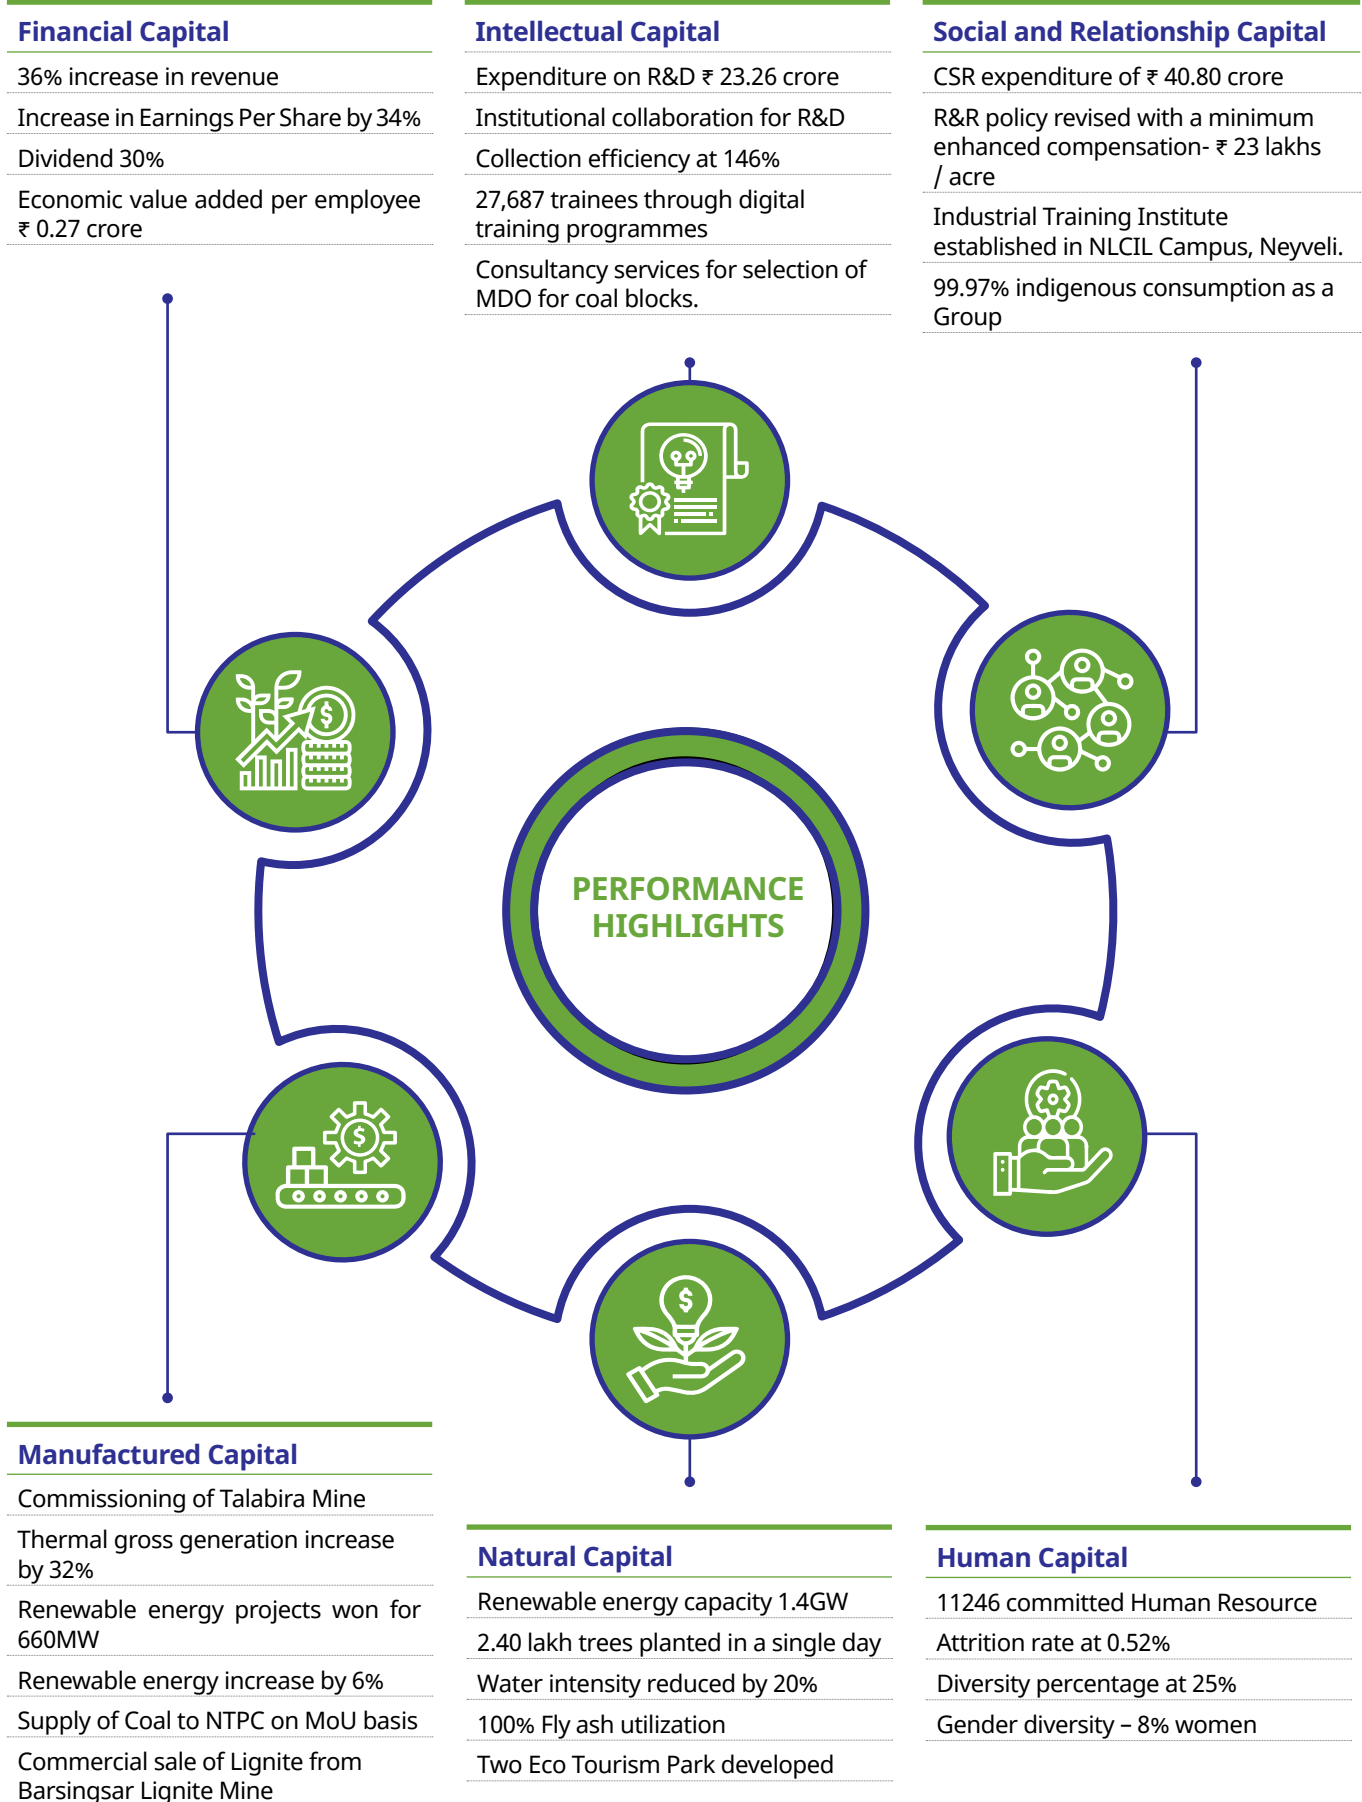 Financial Capital
36% increase in revenue
Increase in Earnings Per Share by 34%
Dividend 30%
Economic value added per employee
₹ 0.27 crore
Intellectual Capital
Expenditure on R&D ₹ 23.26 crore
Institutional collaboration for R&D
Collection efficiency at 146%
27,687 trainees through digital
training programmes
Consultancy services for selection of
MDO for coal blocks.
Social and Relationship Capital
CSR expenditure of ₹ 40.80 crore
R&R policy revised with a minimum
enhanced compensation- ₹ 23 lakhs
/ acre
Industrial Training Institute
established in NLCIL Campus, Neyveli.
99.97% indigenous consumption as a
Group
$
PERFORMANCE
HIGHLIGHTS
$
$
Manufactured Capital
Commissioning of Talabira Mine
Thermal gross generation increase
by 32%
Renewable energy projects won for
660MW
Renewable energy increase by 6%
Supply of Coal to NTPC on MoU basis
Commercial sale of Lignite from
Barsingsar Lignite Mine
Natural Capital
Renewable energy capacity 1.4GW
2.40 lakh trees planted in a single day
Water intensity reduced by 20%
100% Fly ash utilization
Two Eco Tourism Park developed
Human Capital
11246 committed Human Resource
Attrition rate at 0.52%
Diversity percentage at 25%
Gender diversity – 8% women